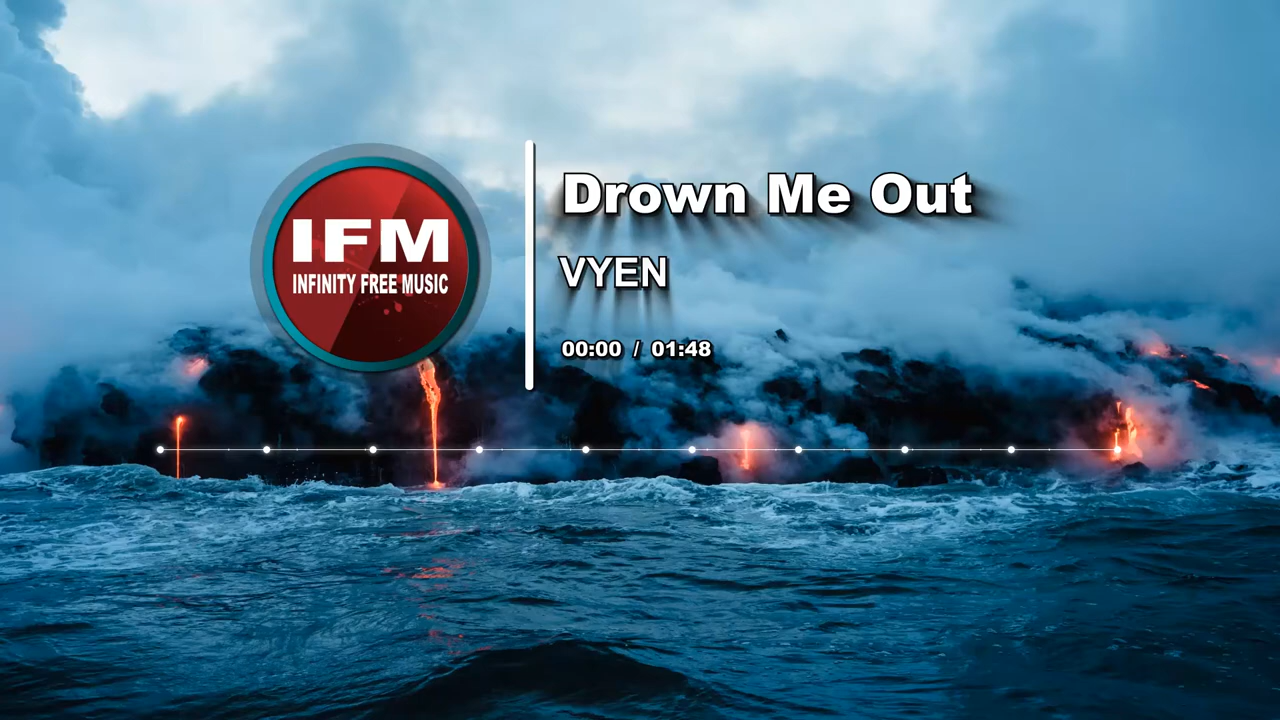 IFM
INFINITY FREE MUSIC
Drown Me Out
VYEN
00:00 / 01:48